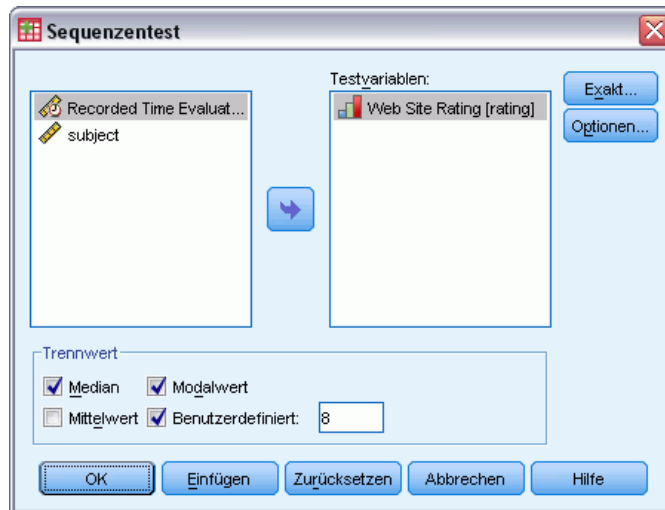 Sequenzentest
Testvariablen:
Recorded Time Evaluat...
subject
Web Site Rating [rating]
Exakt...
Optionen...
Trennwert
Median
Modalwert
Mittelwert
Benutzerdefiniert:
8
OK
Einfügen
Zurücksetzen
Abbrechen
Hilfe